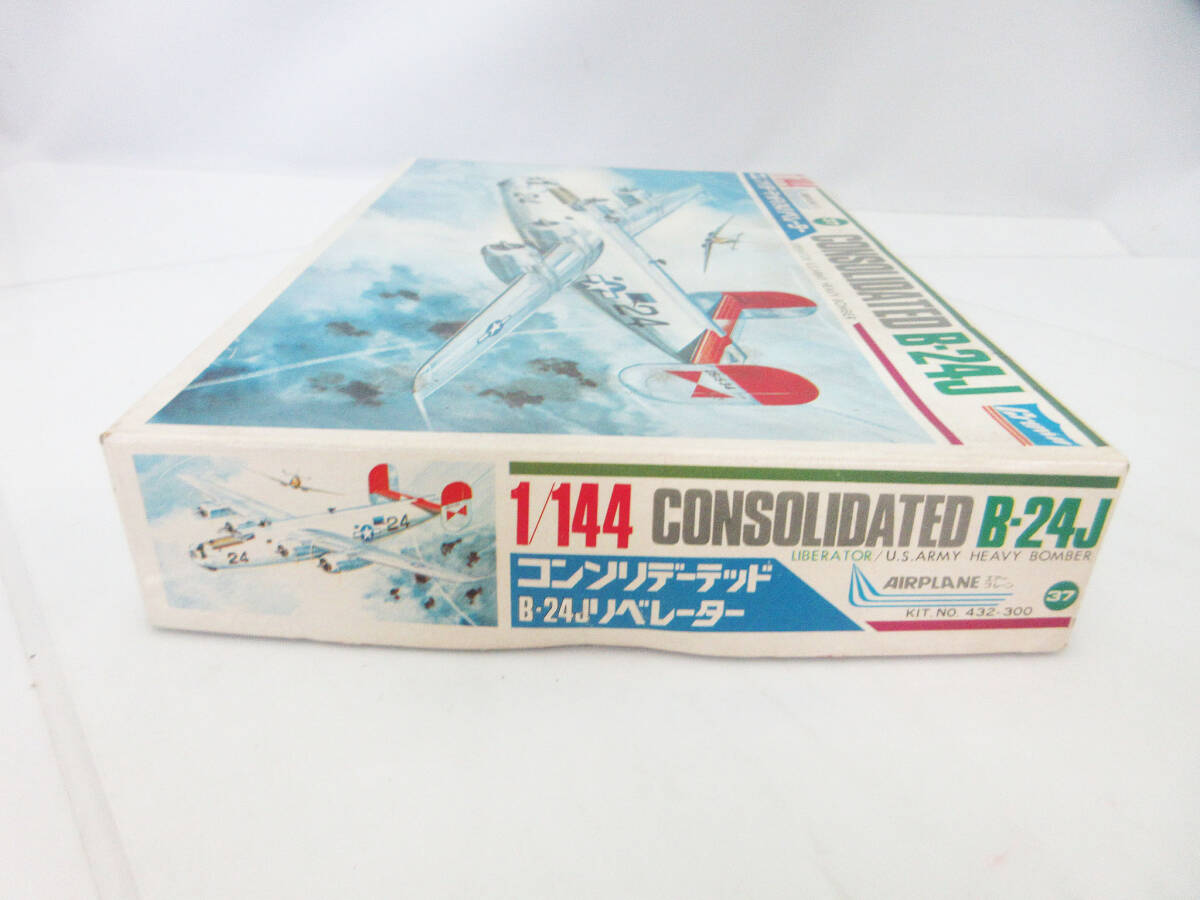 CONSOLIDATED B-24J
24
1/144 CONSOLIDATED B-24J
LIBERATOR/U.S.ARMY HEAVY BOMBER
コンソリデーテッド
B・24Jリベレーター
AIRPLANE
KIT. NO. 432-300
37
24
24